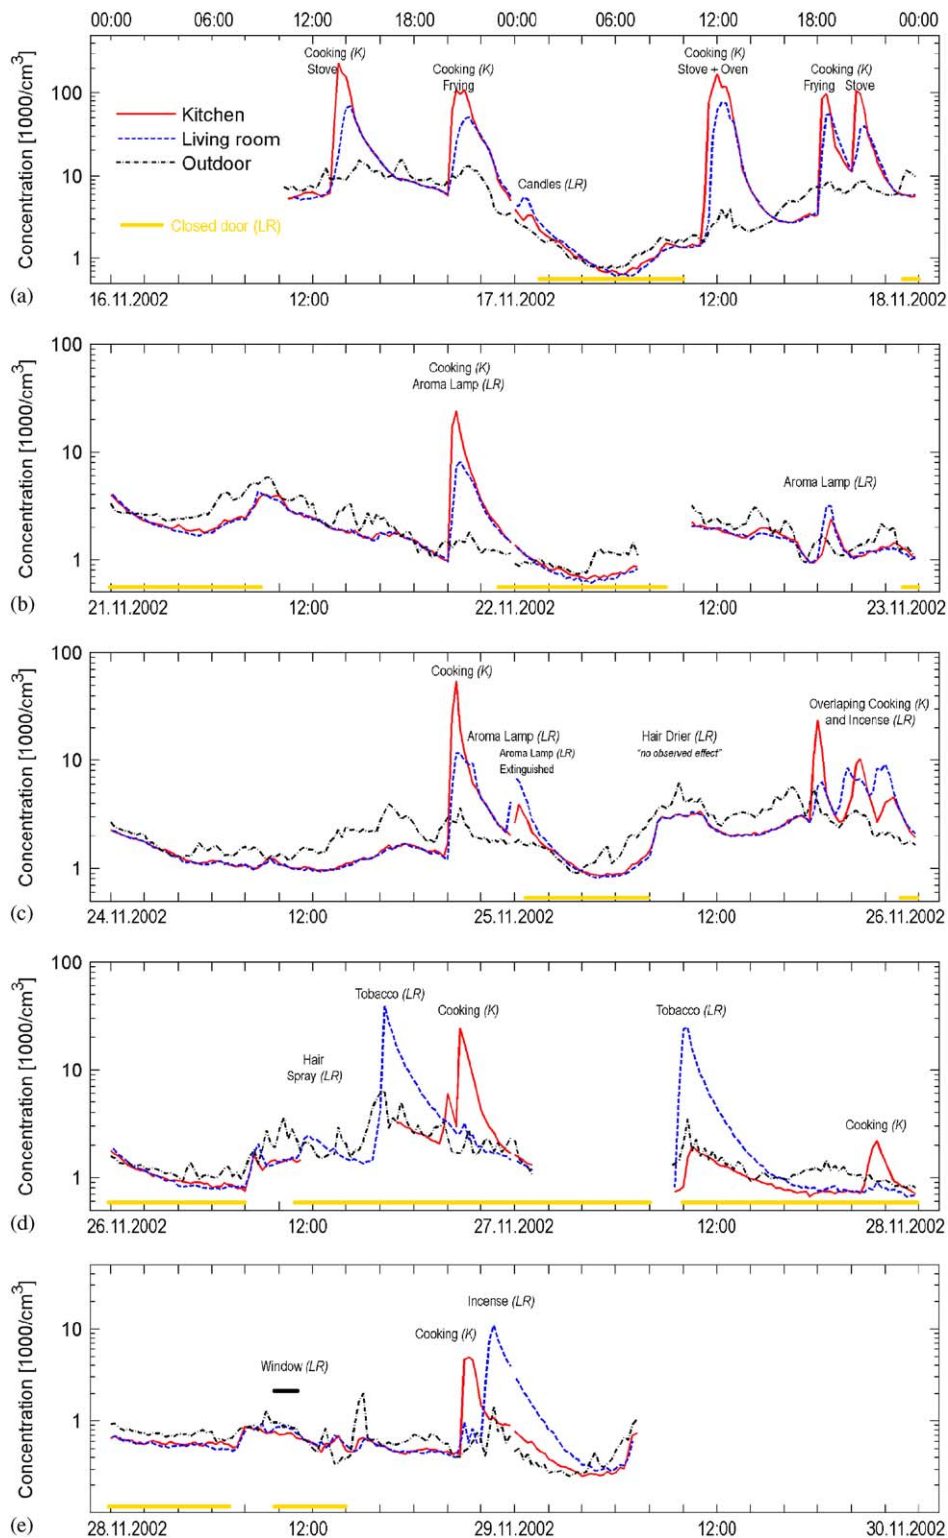 00:00 06:00 12:00 18:00 00:00 06:00 12:00 18:00 00:00
Concentration [1000/cm³]
100
10
1
Cooking (K)
Stove
Cooking (K)
Frying
Cooking (K)
Stove + Oven
Cooking (K)
Frying Stove
Kitchen
Living room
Outdoor
Candles (LR)
Closed door (LR)
(a)
16.11.2002 12:00 17.11.2002 12:00 18.11.2002
Concentration [1000/cm³]
100
10
1
Cooking (K)
Aroma Lamp (LR)
Aroma Lamp (LR)
(b)
21.11.2002 12:00 22.11.2002 12:00 23.11.2002
Concentration [1000/cm³]
100
10
1
Cooking (K)
Aroma Lamp (LR)
Aroma Lamp (LR)
Extinguished
Hair Drier (LR)
"no observed effect"
Overlaping Cooking (K)
and Incense (LR)
(c)
24.11.2002 12:00 25.11.2002 12:00 26.11.2002
Concentration [1000/cm³]
100
10
1
Hair
Spray (LR)
Tobacco (LR)
Cooking (K)
Tobacco (LR)
Cooking (K)
(d)
26.11.2002 12:00 27.11.2002 12:00 28.11.2002
Concentration [1000/cm³]
10
1
Window (LR)
Cooking (K)
Incense (LR)
(e)
28.11.2002 12:00 29.11.2002 12:00 30.11.2002